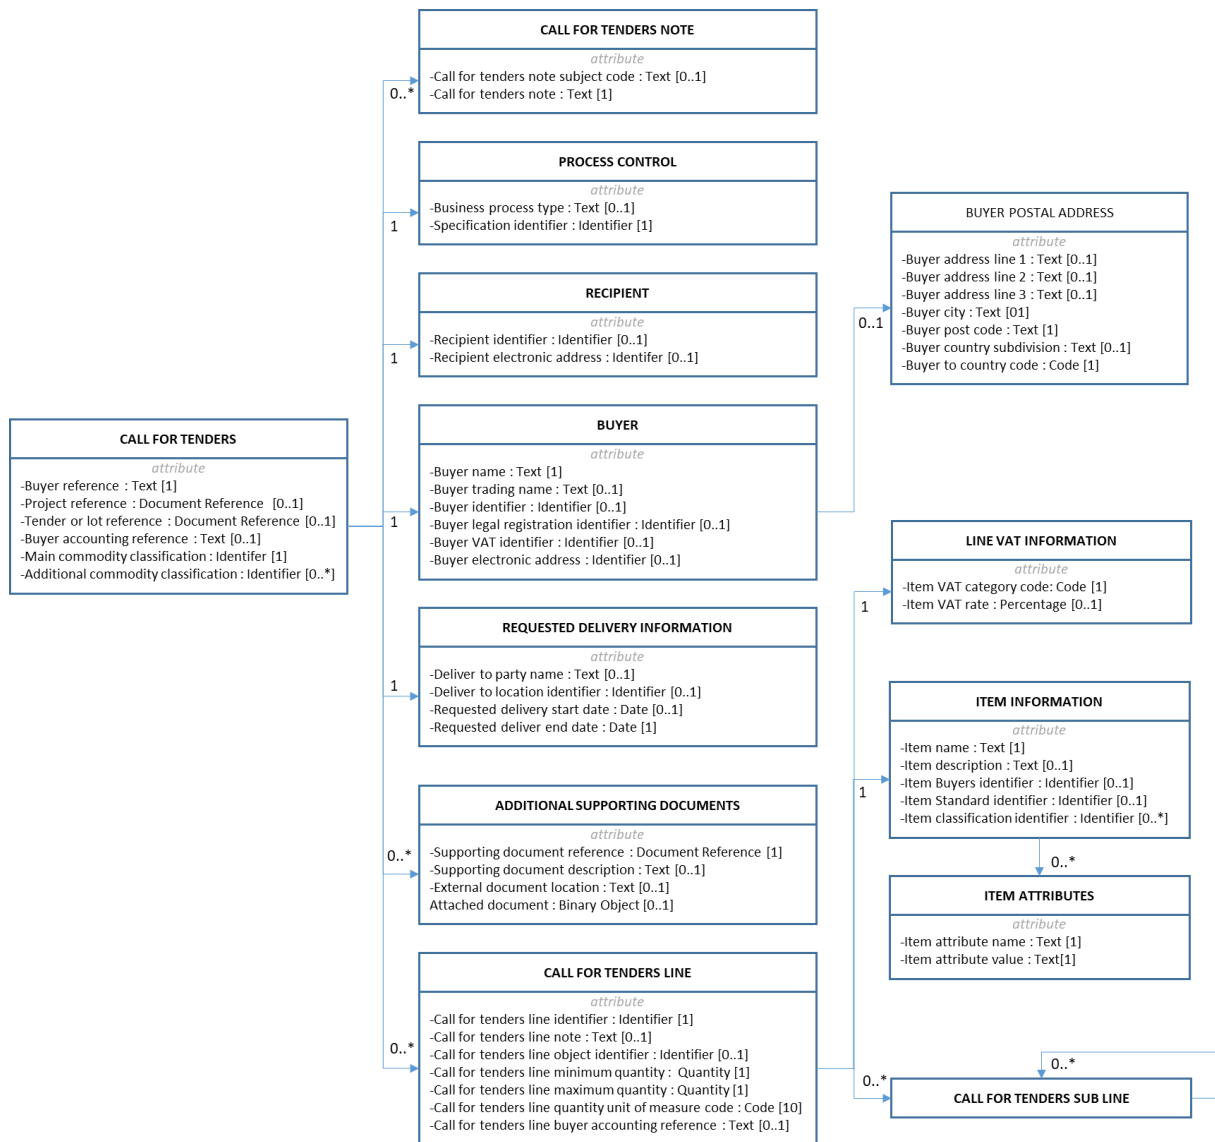 CALL FOR TENDERS
attribute
-Buyer reference : Text [1]
-Project reference : Document Reference [0..1]
-Tender or lot reference : Document Reference [0..1]
-Buyer accounting reference : Text [0..1]
-Main commodity classification : Identifer [1]
-Additional commodity classification : Identifier [0..*]
0..*
CALL FOR TENDERS NOTE
attribute
-Call for tenders note subject code : Text [0..1]
-Call for tenders note : Text [1]
1
PROCESS CONTROL
attribute
-Business process type : Text [0..1]
-Specification identifier : Identifier [1]
1
RECIPIENT
attribute
-Recipient identifier : Identifier [0..1]
-Recipient electronic address : Identifer [0..1]
1
BUYER
attribute
-Buyer name : Text [1]
-Buyer trading name : Text [0..1]
-Buyer identifier : Identifier [0..1]
-Buyer legal registration identifier : Identifier [0..1]
-Buyer VAT identifier : Identifier [0..1]
-Buyer electronic address : Identifier [0..1]
0..1
BUYER POSTAL ADDRESS
attribute
-Buyer address line 1 : Text [0..1]
-Buyer address line 2 : Text [0..1]
-Buyer address line 3 : Text [0..1]
-Buyer city : Text [01]
-Buyer post code : Text [1]
-Buyer country subdivision : Text [0..1]
-Buyer to country code : Code [1]
1
REQUESTED DELIVERY INFORMATION
attribute
-Deliver to party name : Text [0..1]
-Deliver to location identifier : Identifier [0..1]
-Requested delivery start date : Date [0..1]
-Requested deliver end date : Date [1]
0..*
ADDITIONAL SUPPORTING DOCUMENTS
attribute
-Supporting document reference : Document Reference [1]
-Supporting document description : Text [0..1]
-External document location : Text [0..1]
Attached document : Binary Object [0..1]
0..*
CALL FOR TENDERS LINE
attribute
-Call for tenders line identifier : Identifier [1]
-Call for tenders line note : Text [0..1]
-Call for tenders line object identifier : Identifier [0..1]
-Call for tenders line minimum quantity : Quantity [1]
-Call for tenders line maximum quantity : Quantity [1]
-Call for tenders line quantity unit of measure code : Code [10]
-Call for tenders line buyer accounting reference : Text [0..1]
1
LINE VAT INFORMATION
attribute
-Item VAT category code: Code [1]
-Item VAT rate : Percentage [0..1]
1
ITEM INFORMATION
attribute
-Item name : Text [1]
-Item description : Text [0..1]
-Item Buyers identifier : Identifier [0..1]
-Item Standard identifier : Identifier [0..1]
-Item classification identifier : Identifier [0..*]
0..*
ITEM ATTRIBUTES
attribute
-Item attribute name : Text [1]
-Item attribute value : Text[1]
0..*
0..*
CALL FOR TENDERS SUB LINE